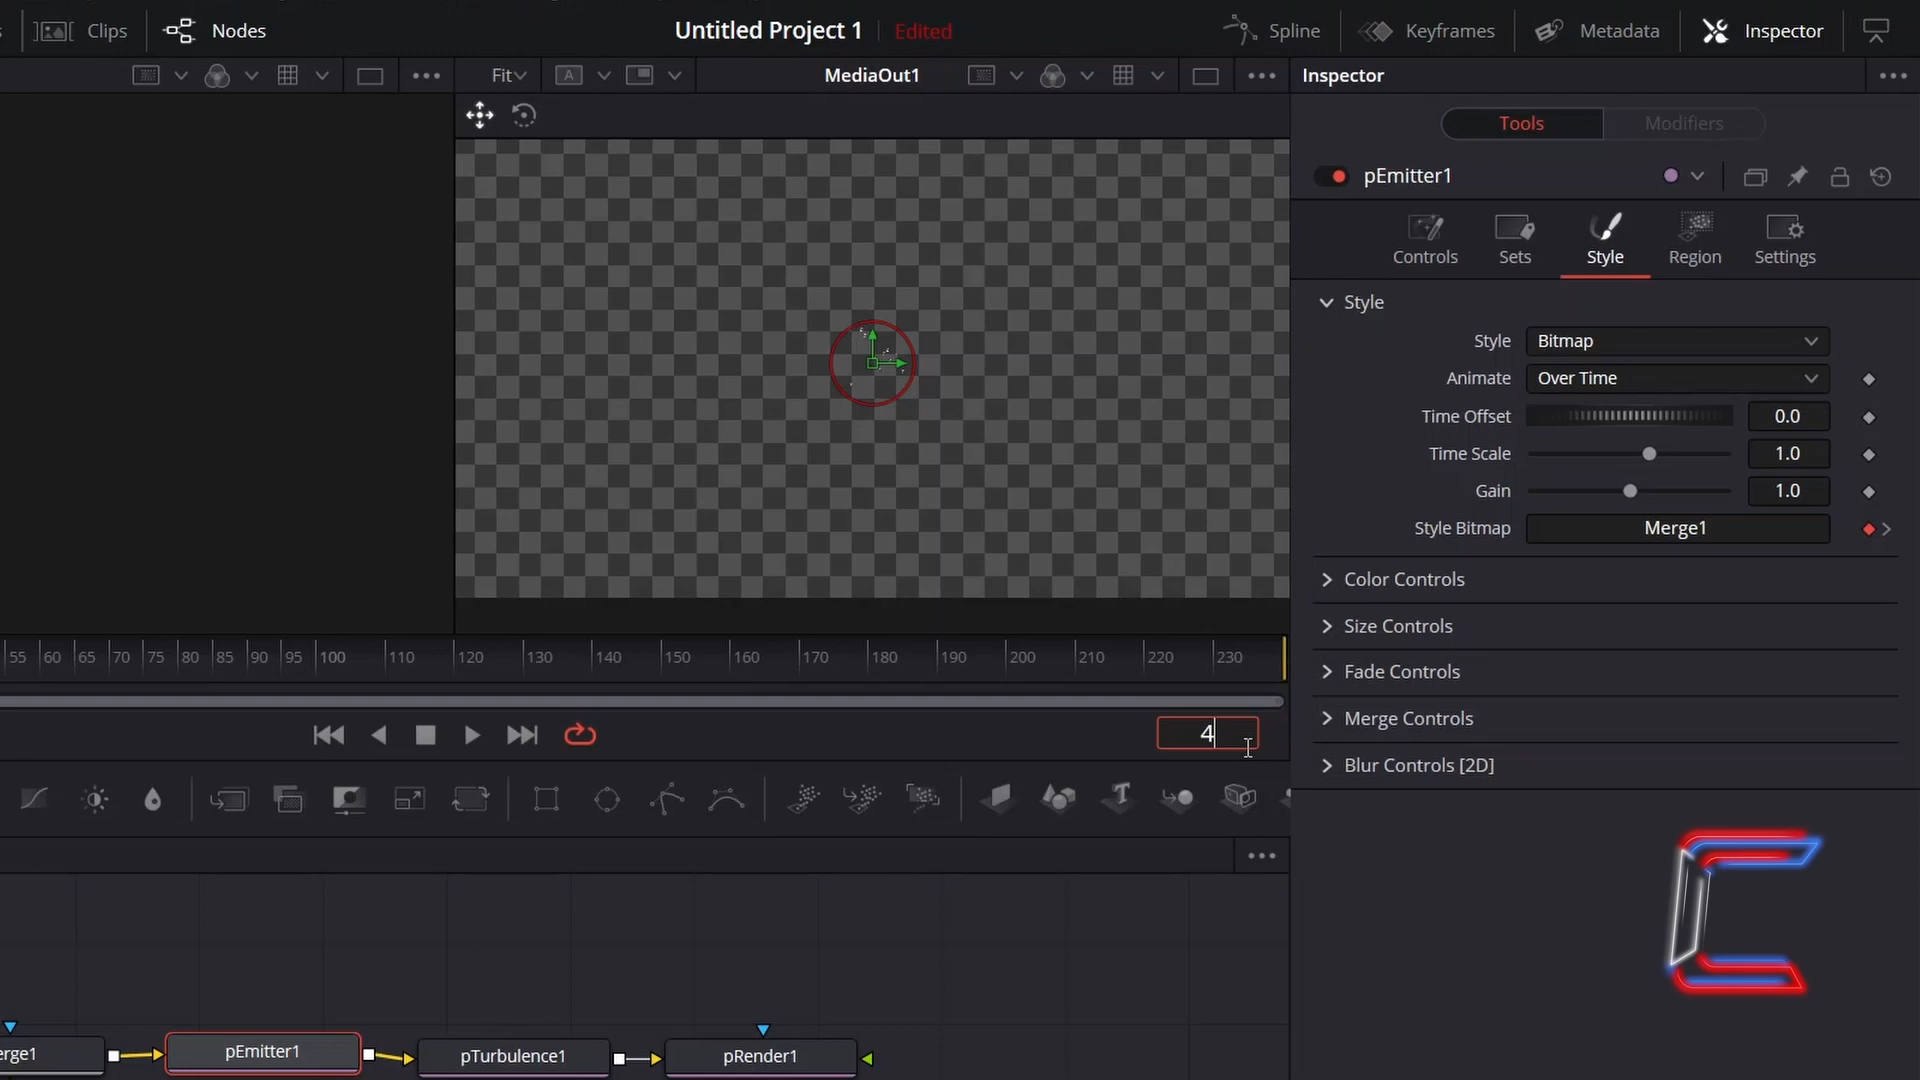 Clips
Nodes
Untitled Project 1
Edited
Spline
Keyframes
Metadata
Inspector
Fit
A
MediaOut1
Inspector
Tools
Modifiers
pEmitter1
Controls
Sets
Style
Region
Settings
Style
Style
Bitmap
Animate
Over Time
Time Offset
0.0
Time Scale
1.0
Gain
1.0
Style Bitmap
Merge1
Color Controls
Size Controls
Fade Controls
Merge Controls
Blur Controls [2D]
55 60 65 70 75 80 85 90 95 100 110 120 130 140 150 160 170 180 190 200 210 220 230
4
T
erge1
pEmitter1
pTurbulence1
pRender1